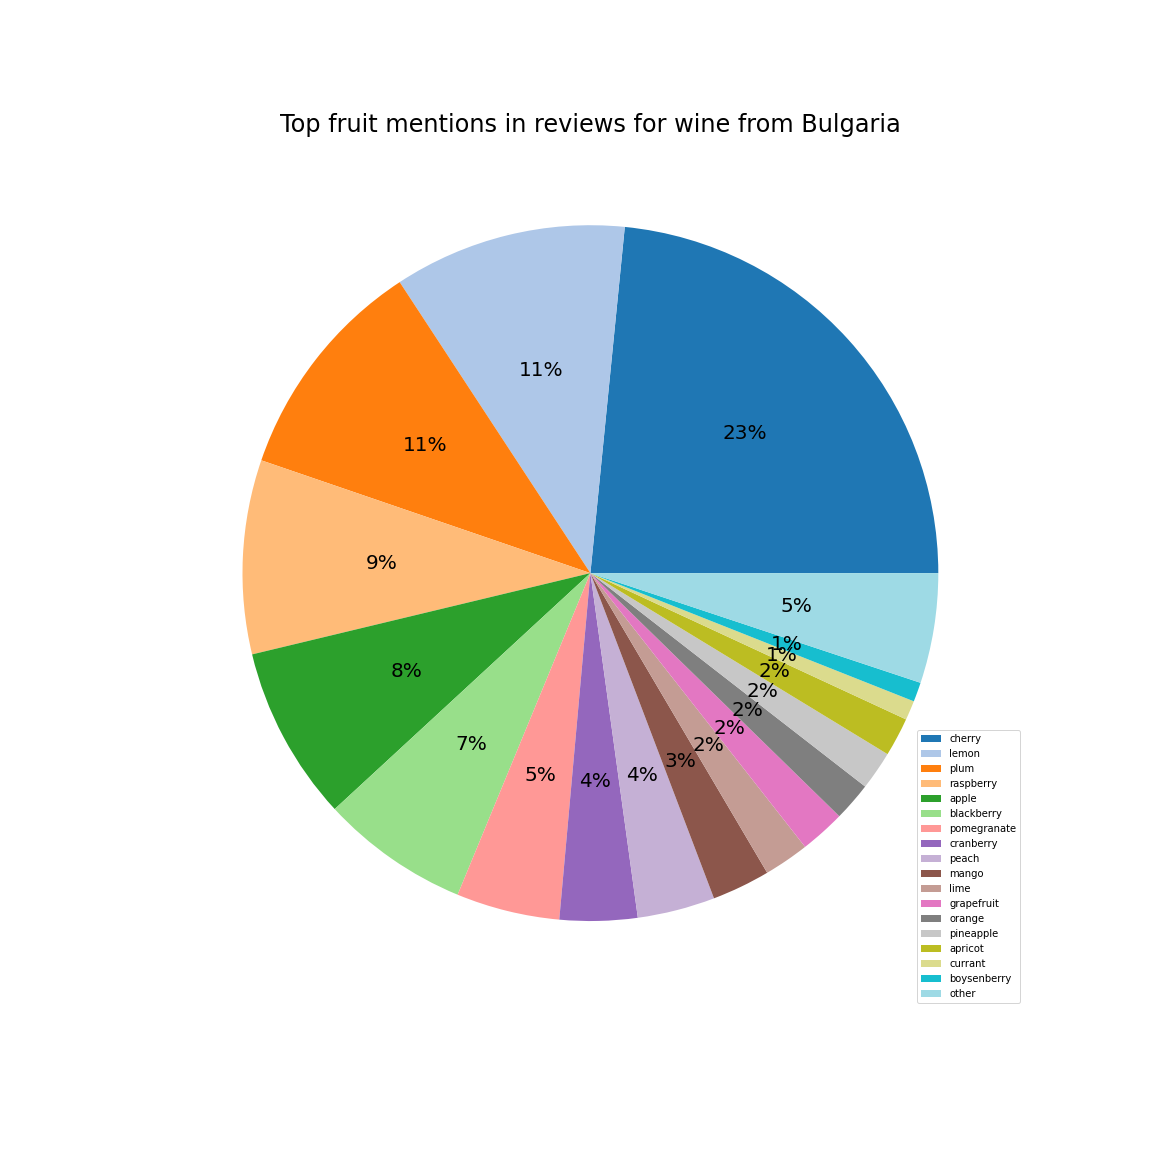 Top fruit mentions in reviews for wine from Bulgaria
23%
11%
11%
9%
8%
7%
5%
4%
4%
3%
2%
2%
2%
2%
2%
1%
1%
5%
cherry
lemon
plum
raspberry
apple
blackberry
pomegranate
cranberry
peach
mango
lime
grapefruit
orange
pineapple
apricot
currant
boysenberry
other